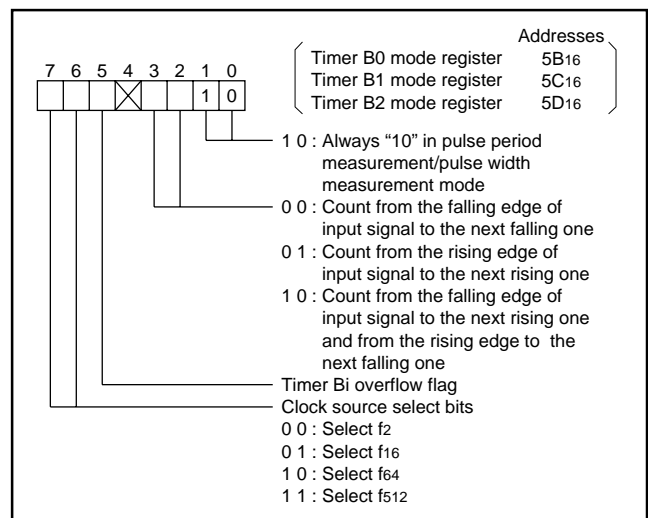 Addresses
Timer B0 mode register 5B16
Timer B1 mode register 5C16
Timer B2 mode register 5D16
7 6 5 4 3 2 1 0
1 0
1 0 : Always “10” in pulse period
measurement/pulse width
measurement mode
0 0 : Count from the falling edge of
input signal to the next falling one
0 1 : Count from the rising edge of
input signal to the next rising one
1 0 : Count from the falling edge of
input signal to the next rising one
and from the rising edge to the
next falling one
Timer Bi overflow flag
Clock source select bits
0 0 : Select f2
0 1 : Select f16
1 0 : Select f64
1 1 : Select f512